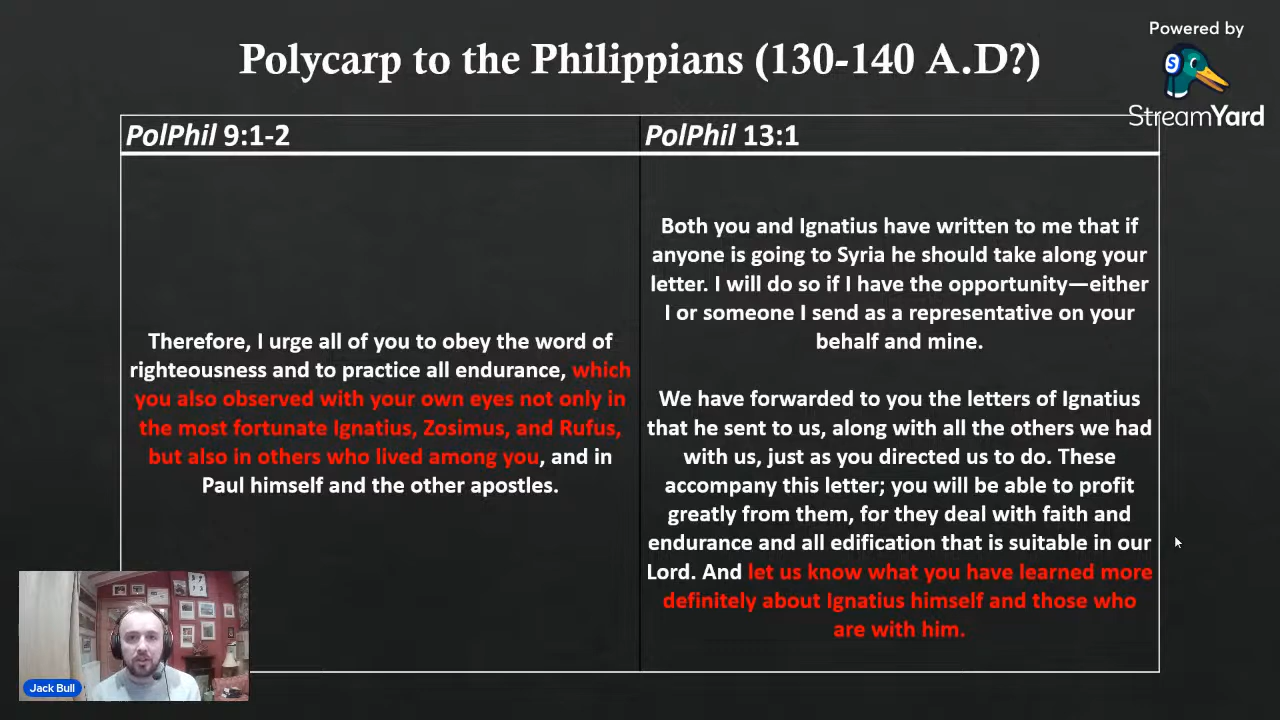 Powered by
StreamYard
Polycarp to the Philippians (130-140 A.D?)
PolPhil 9:1-2
Therefore, I urge all of you to obey the word of
righteousness and to practice all endurance, which
you also observed with your own eyes not only in
the most fortunate Ignatius, Zosimus, and Rufus,
but also in others who lived among you, and in
Paul himself and the other apostles.
PolPhil 13:1
Both you and Ignatius have written to me that if
anyone is going to Syria he should take along your
letter. I will do so if I have the opportunity—either
I or someone I send as a representative on your
behalf and mine.
We have forwarded to you the letters of Ignatius
that he sent to us, along with all the others we had
with us, just as you directed us to do. These
accompany this letter; you will be able to profit
greatly from them, for they deal with faith and
endurance and all edification that is suitable in our
Lord. And let us know what you have learned more
definitely about Ignatius himself and those who
are with him.
Jack Bull